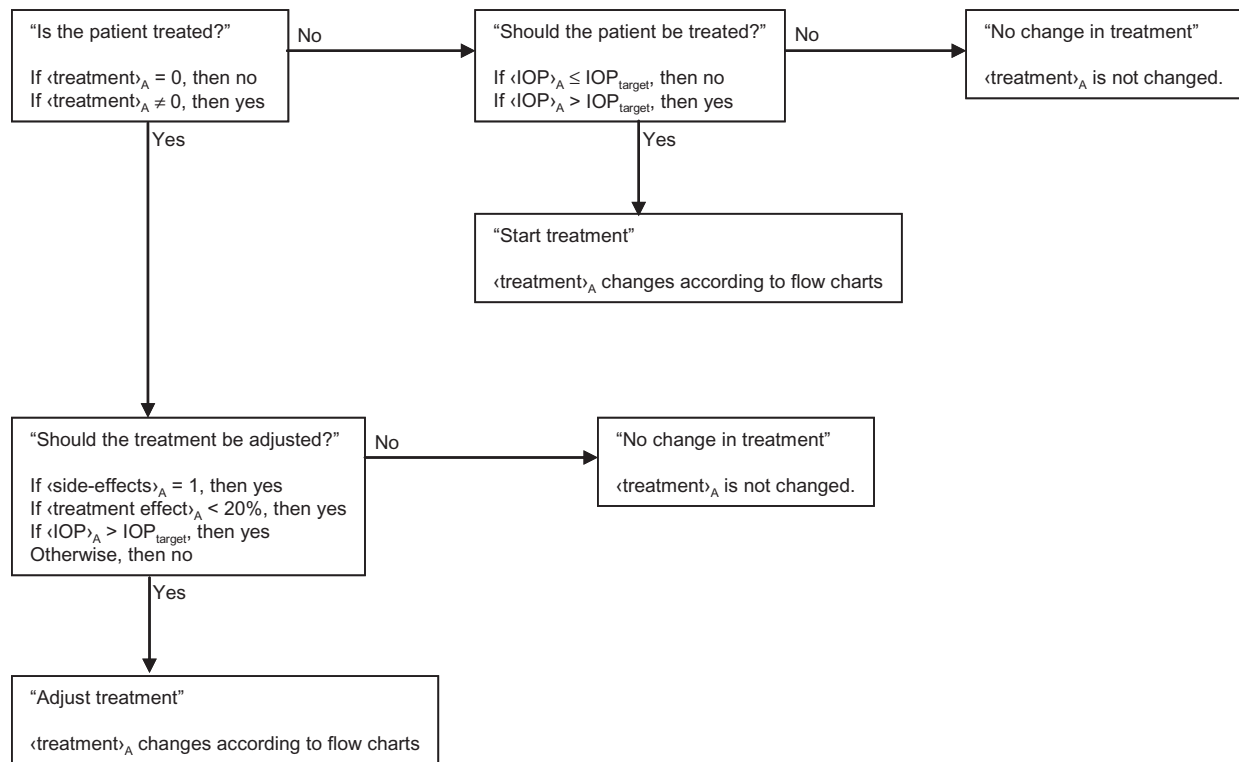 “Is the patient treated?”
If ‹treatment›A = 0, then no
If ‹treatment›A ≠ 0, then yes
No
“Should the patient be treated?”
If ‹IOP›A ≤ IOPtarget, then no
If ‹IOP›A > IOPtarget, then yes
No
“No change in treatment”
‹treatment›A is not changed.
Yes
Yes
“Start treatment”
‹treatment›A changes according to flow charts
“Should the treatment be adjusted?”
If ‹side-effects›A = 1, then yes
If ‹treatment effect›A < 20%, then yes
If ‹IOP›A > IOPtarget, then yes
Otherwise, then no
No
“No change in treatment”
‹treatment›A is not changed.
Yes
“Adjust treatment”
‹treatment›A changes according to flow charts